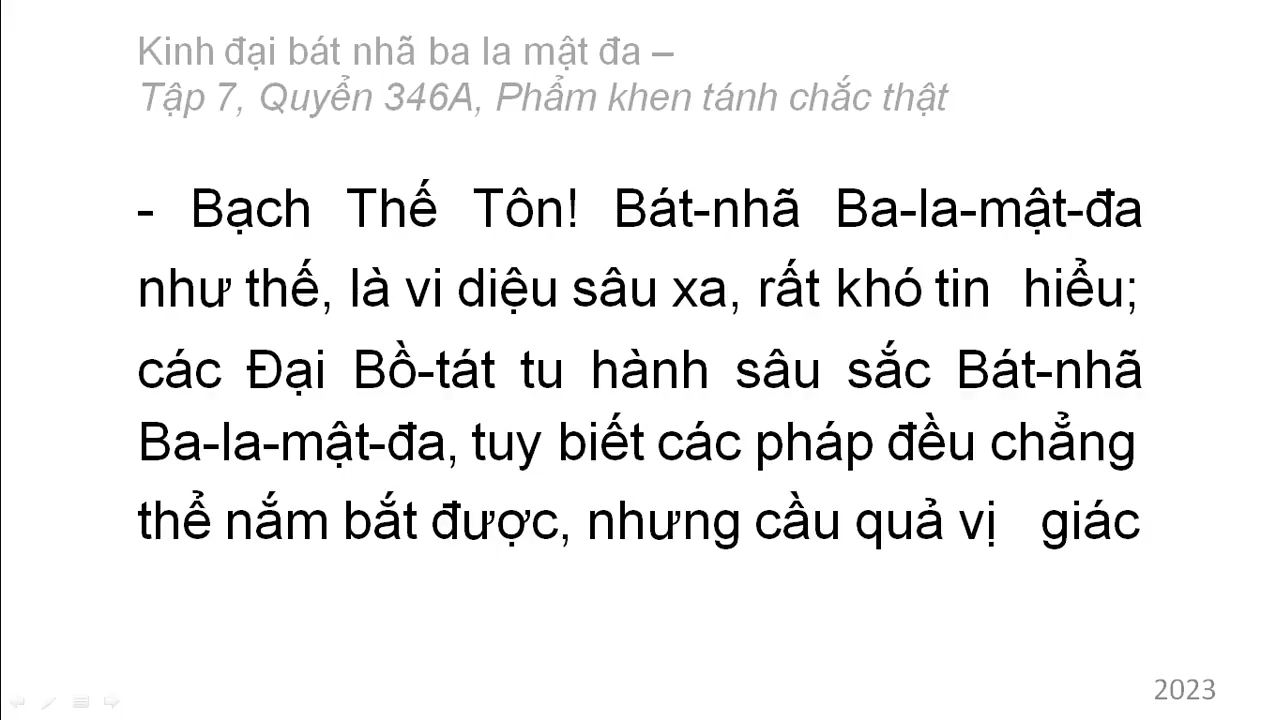 Kinh đại bát nhã ba la mật đa –
Tập 7, Quyển 346A, Phẩm khen tánh chắc thật
- Bạch Thế Tôn! Bát-nhã Ba-la-mật-đa
như thế, là vi diệu sâu xa, rất khó tin hiểu;
các Đại Bồ-tát tu hành sâu sắc Bát-nhã
Ba-la-mật-đa, tuy biết các pháp đều chẳng
thể nắm bắt được, nhưng cầu quả vị giác
2023